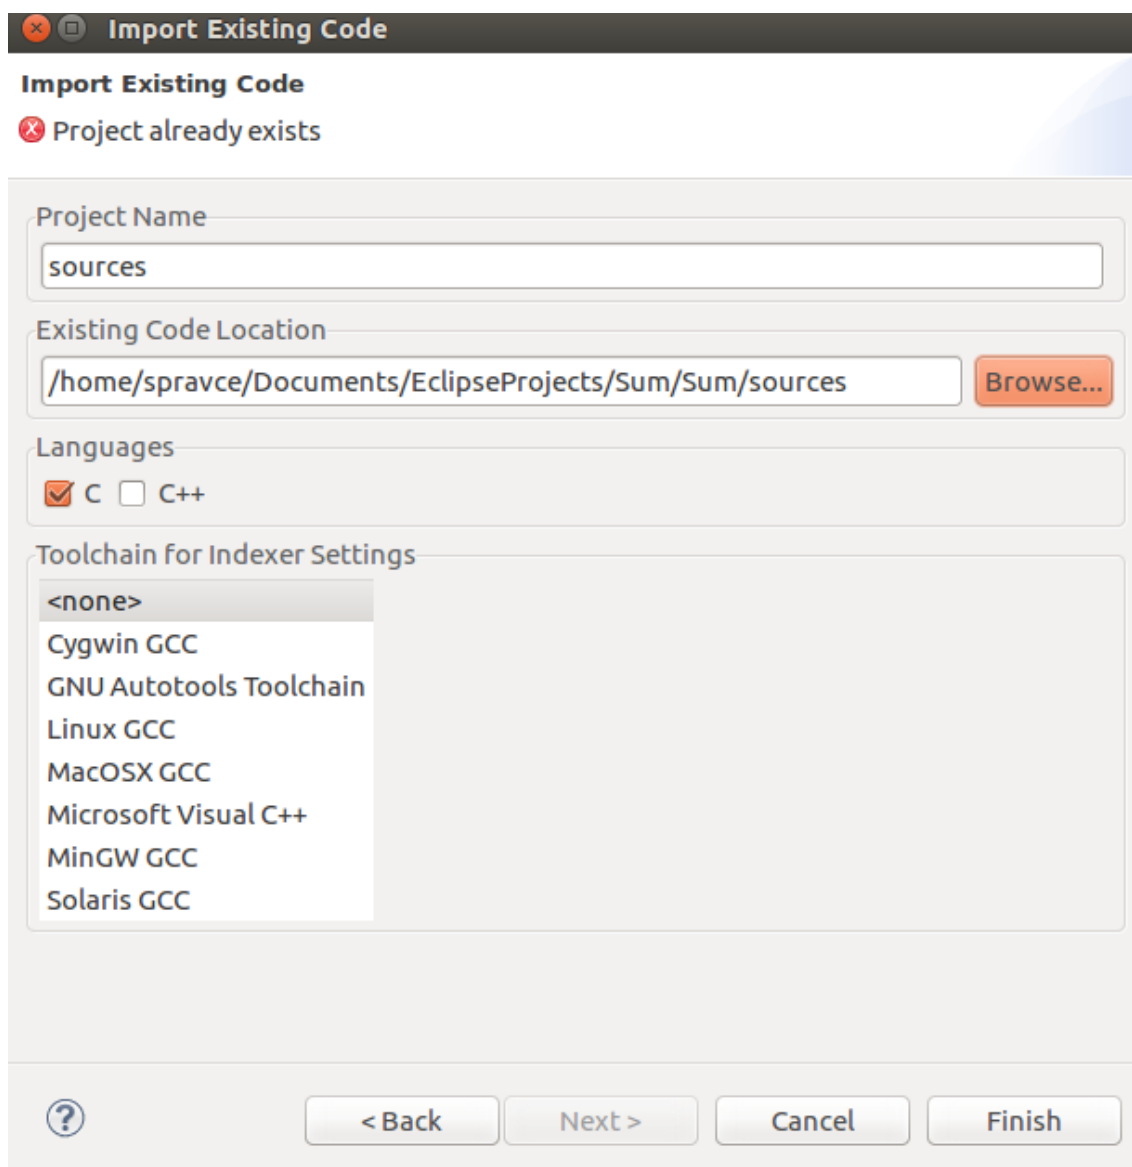 Import Existing Code
Import Existing Code
Project already exists
Project Name
sources
Existing Code Location
/home/spravce/Documents/EclipseProjects/Sum/Sum/sources Browse...
Languages
C C++
Toolchain for Indexer Settings
<none>
Cygwin GCC
GNU Autotools Toolchain
Linux GCC
MacOSX GCC
Microsoft Visual C++
MinGW GCC
Solaris GCC
? < Back Next > Cancel Finish